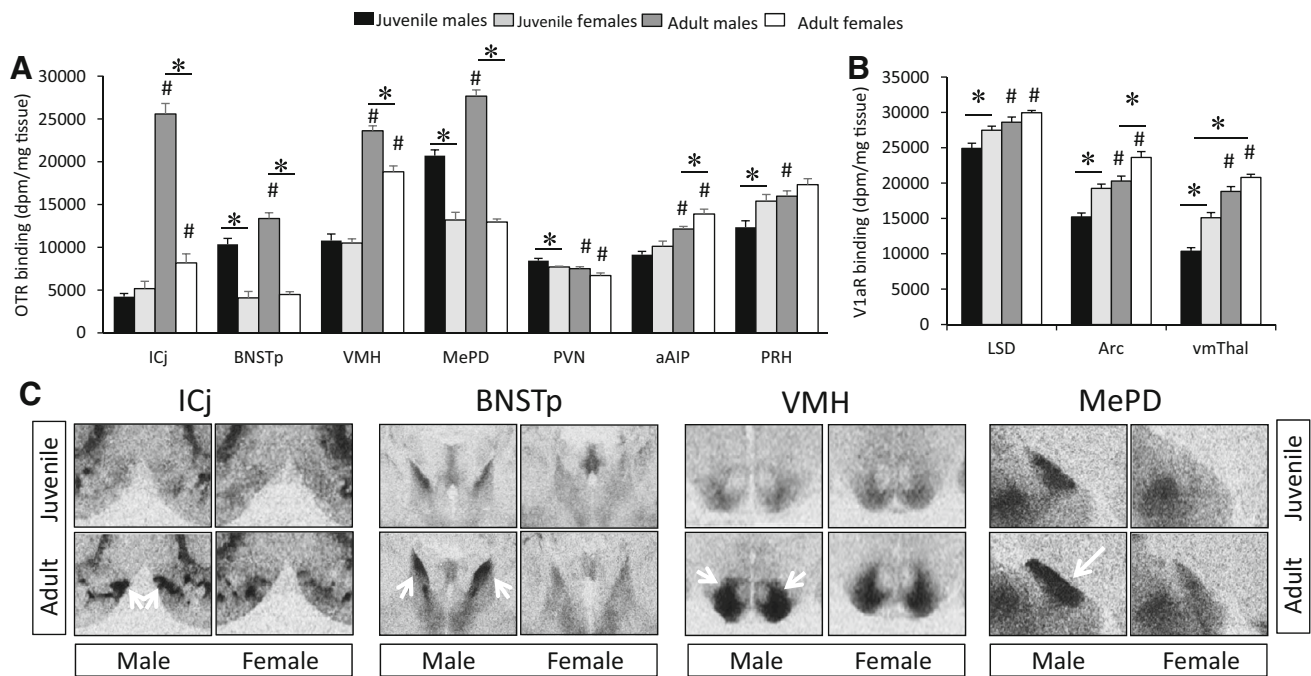 Juvenile males Juvenile females Adult males Adult females
A
OTR binding (dpm/mg tissue)
30000
25000
20000
15000
10000
5000
0
* # * # * * # # * # * # * * # # * # # * #
ICj BNSTp VMH MePD PVN aAIP PRH
B
V1aR binding (dpm/mg tissue)
35000
30000
25000
20000
15000
10000
5000
0
* # # * # * # * # * #
LSD Arc vmThal
C
ICj BNSTp VMH MePD
Juvenile Juvenile
Adult Adult
Male Female Male Female Male Female Male Female